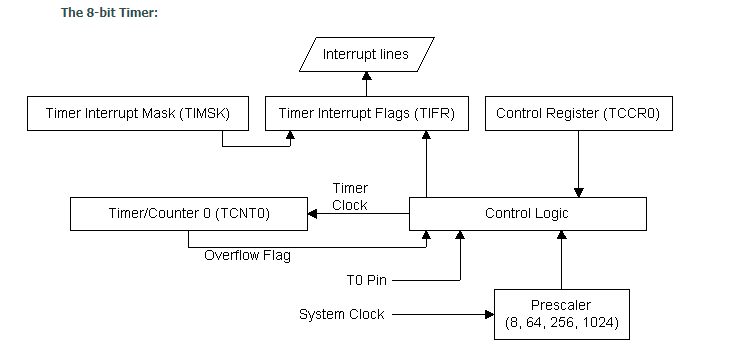 The 8-bit Timer:
Interrupt lines
Timer Interrupt Mask (TIMSK)
Timer Interrupt Flags (TIFR)
Control Register (TCCR0)
Timer
Clock
Timer/Counter 0 (TCNT0)
Control Logic
Overflow Flag
T0 Pin
System Clock
Prescaler
(8, 64, 256, 1024)